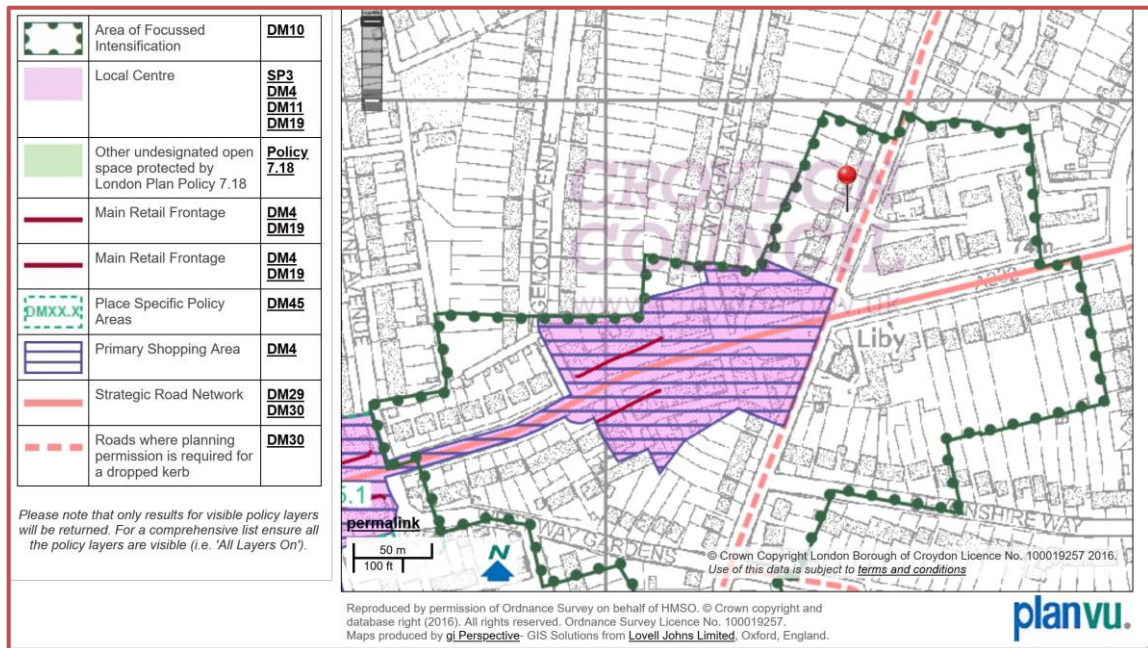 Area of Focussed
Intensification
DM10
Local Centre
SP3
DM4
DM11
DM19
Other undesignated open
space protected by
London Plan Policy 7.18
Policy
7.18
Main Retail Frontage
DM4
DM19
Main Retail Frontage
DM4
DM19
DMXX.X
Place Specific Policy
Areas
DM45
Primary Shopping Area
DM4
Strategic Road Network
DM29
DM30
Roads where planning
permission is required for
a dropped kerb
DM30
Please note that only results for visible policy layers
will be returned. For a comprehensive list ensure all
the policy layers are visible (i.e. 'All Layers On').
CROYDON
COUNCIL
AVENUE
AVENUE
Liby
5.1
WAY GARDENS
NSHIRE WAY
permalink
50 m
100 ft
N
© Crown Copyright London Borough of Croydon Licence No. 100019257 2016.
Use of this data is subject to terms and conditions
Reproduced by permission of Ordnance Survey on behalf of HMSO. © Crown copyright and
database right (2016). All rights reserved. Ordnance Survey Licence No. 100019257.
Maps produced by gi Perspective- GIS Solutions from Lovell Johns Limited, Oxford, England.
planvu.